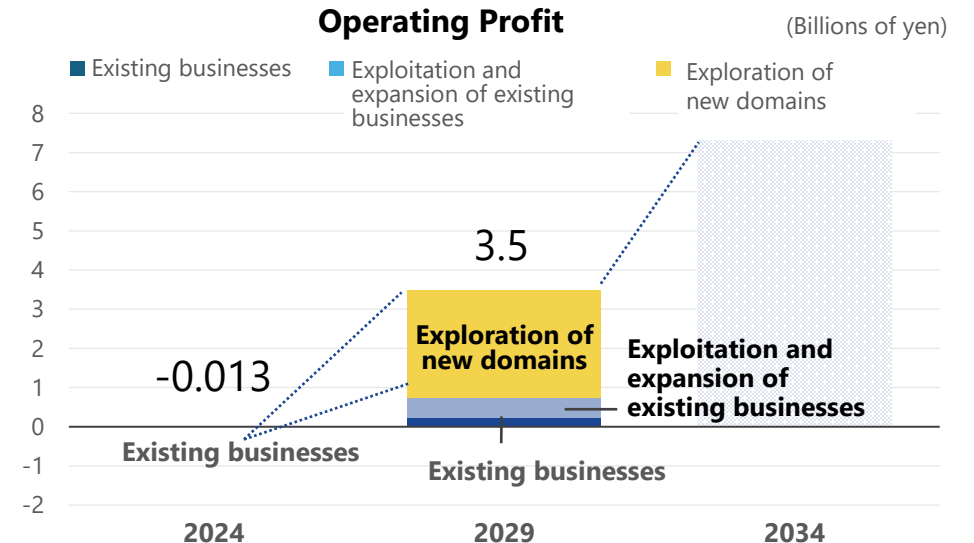 Operating Profit
(Billions of yen)
Existing businesses
Exploitation and
expansion of existing
businesses
Exploration of
new domains
8
7
6
5
4
3
2
1
0
-1
-2
-0.013
Existing businesses
3.5
Exploration of
new domains
Exploitation and
expansion of
existing businesses
Existing businesses
2024
2029
2034